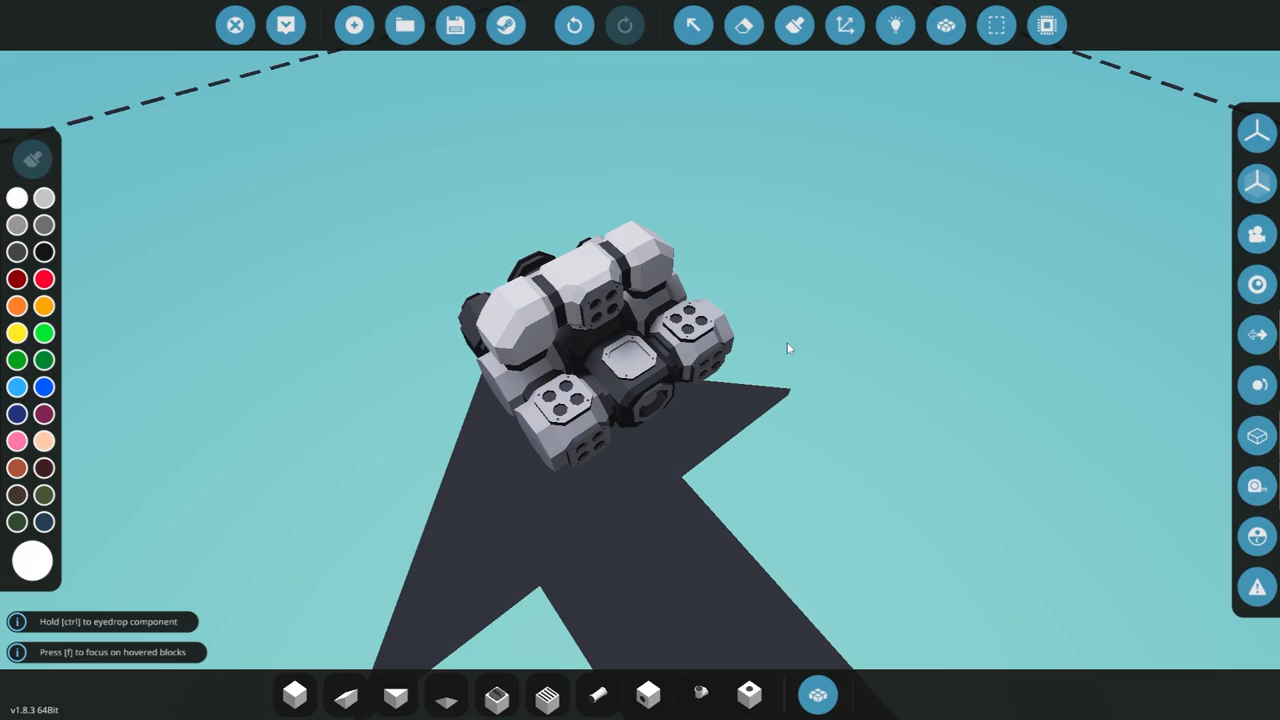 Hold [ctrl] to eyedrop component
Press [f] to focus on hovered blocks
v1.8.3 64Bit